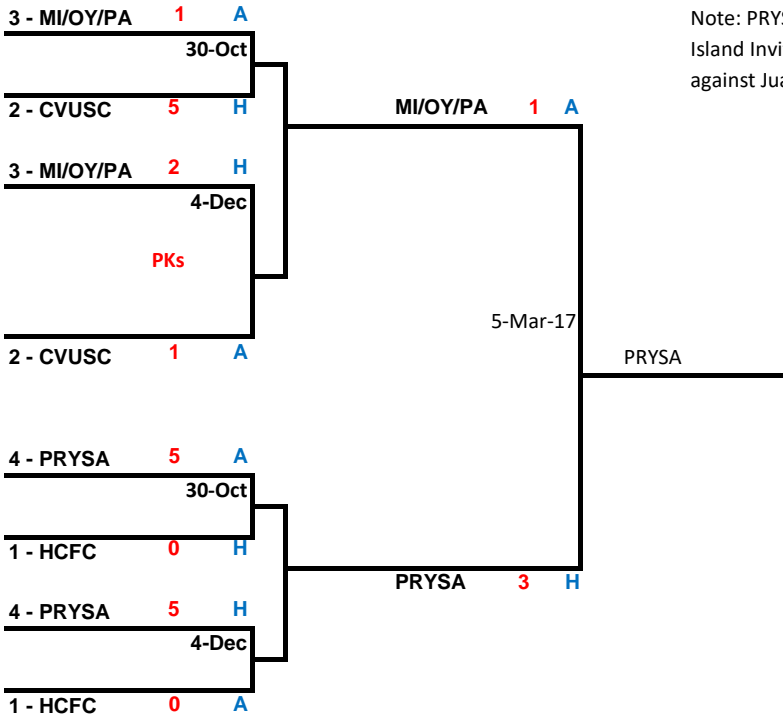 3 - MI/OY/PA 1 A
30-Oct
2 - CVUSC 5 H
3 - MI/OY/PA 2 H
4-Dec
PKs
2 - CVUSC 1 A
4 - PRYSA 5 A
30-Oct
1 - HCFC 0 H
4 - PRYSA 5 H
4-Dec
1 - HCFC 0 A
MI/OY/PA 1 A
5-Mar-17
PRYSA 3 H
PRYSA
Note: PRYS
Island Invi
against Jua